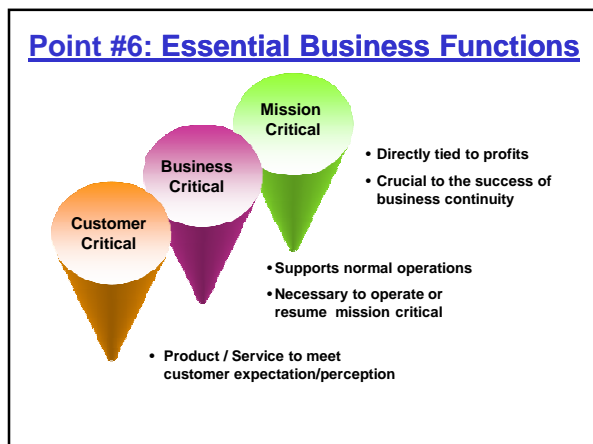 Point #6: Essential Business Functions
Mission
Critical
• Directly tied to profits
• Crucial to the success of
business continuity
Business
Critical
• Supports normal operations
• Necessary to operate or
resume mission critical
Customer
Critical
• Product / Service to meet
customer expectation/perception